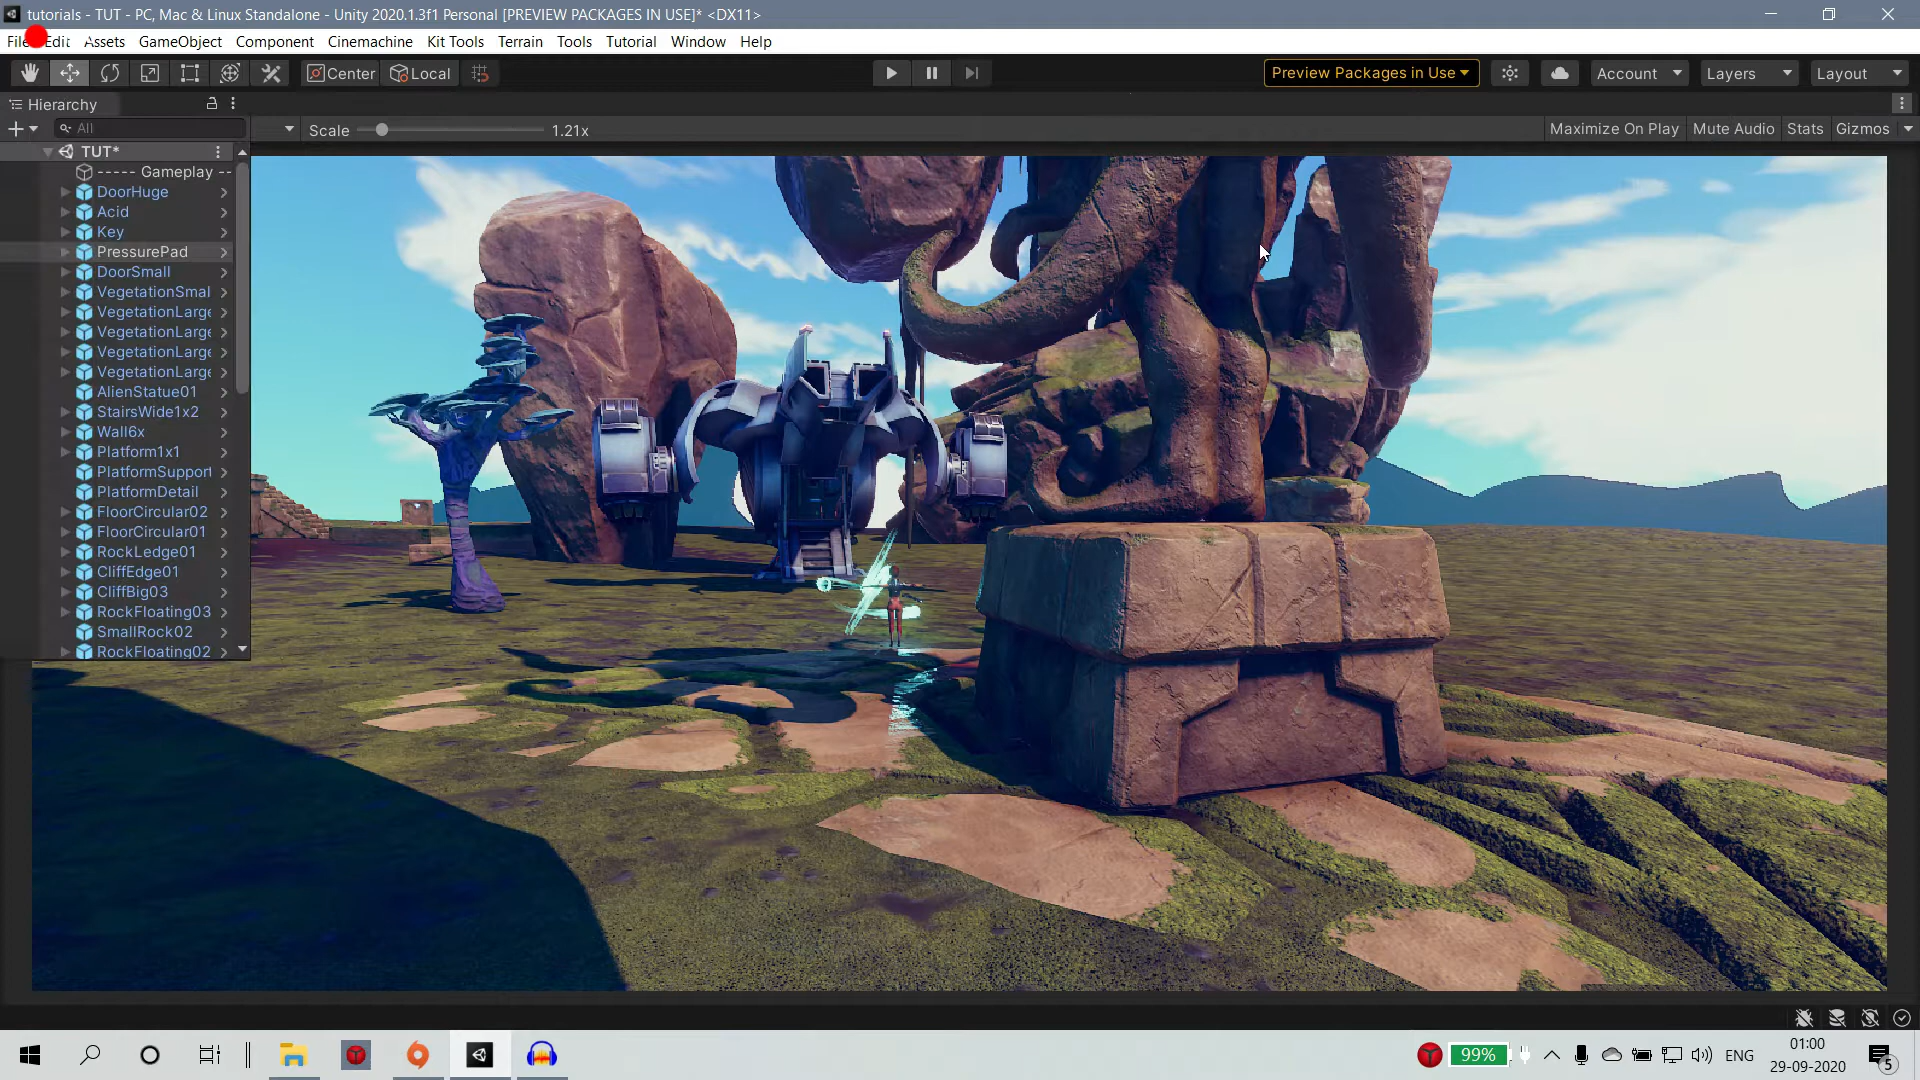 tutorials - TUT - PC, Mac & Linux Standalone - Unity 2020.1.3f1 Personal [PREVIEW PACKAGES IN USE]* <DX11>
File Edit Assets GameObject Component Cinemachine Kit Tools Terrain Tools Tutorial Window Help
Center Local Preview Packages in Use Account Layers Layout
Hierarchy
All Scale 1.21x Maximize On Play Mute Audio Stats Gizmos
TUT*
----- Gameplay --
DoorHuge
Acid
Key
PressurePad
DoorSmall
VegetationSmal
VegetationLarge
VegetationLarge
VegetationLarge
VegetationLarge
AlienStatue01
StairsWide1x2
Wall6x
Platform1x1
PlatformSupport
PlatformDetail
FloorCircular02
FloorCircular01
RockLedge01
CliffEdge01
CliffBig03
RockFloating03
SmallRock02
RockFloating02
99% ENG 01:00
29-09-2020 5